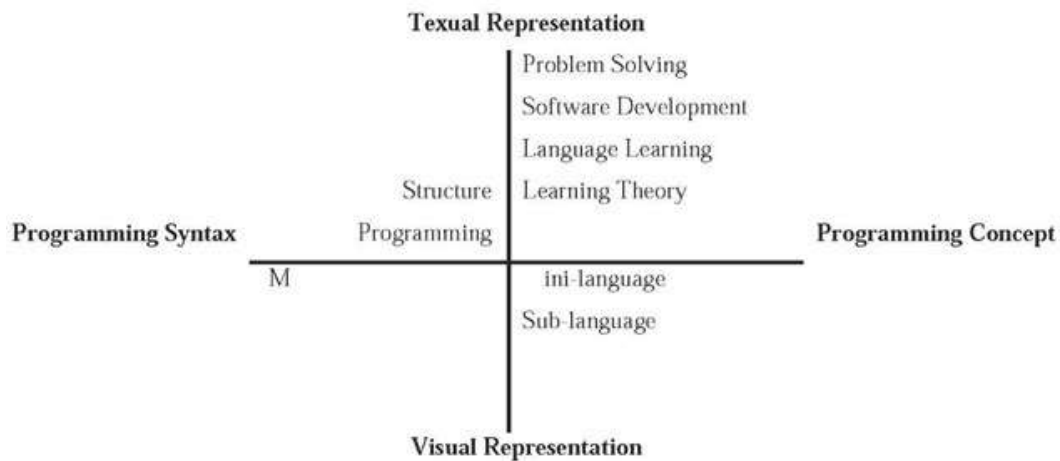 Texual Representation
Problem Solving
Software Development
Language Learning
Structure Learning Theory
Programming Syntax Programming Programming Concept
M ini-language
Sub-language
Visual Representation